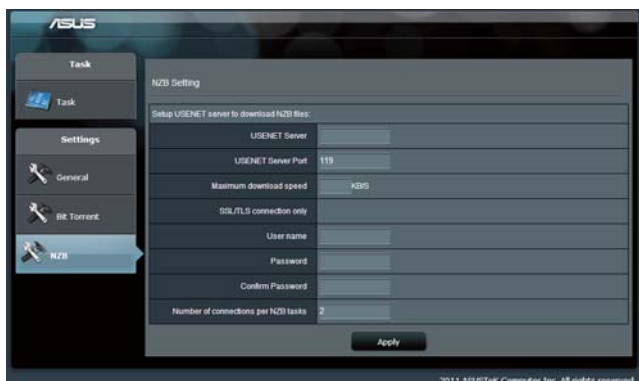 ASUS
Task
Task
Settings
General
Bit Torrent
NZB
NZB Setting
Setup USENET server to download NZB files:
USENET Server
USENET Server Port 119
Maximum download speed KB/S
SSL/TLS connection only
User name
Password
Confirm Password
Number of connections per NZB tasks 2
Apply
2011 ASUSTeK Computer Inc. All rights reserved